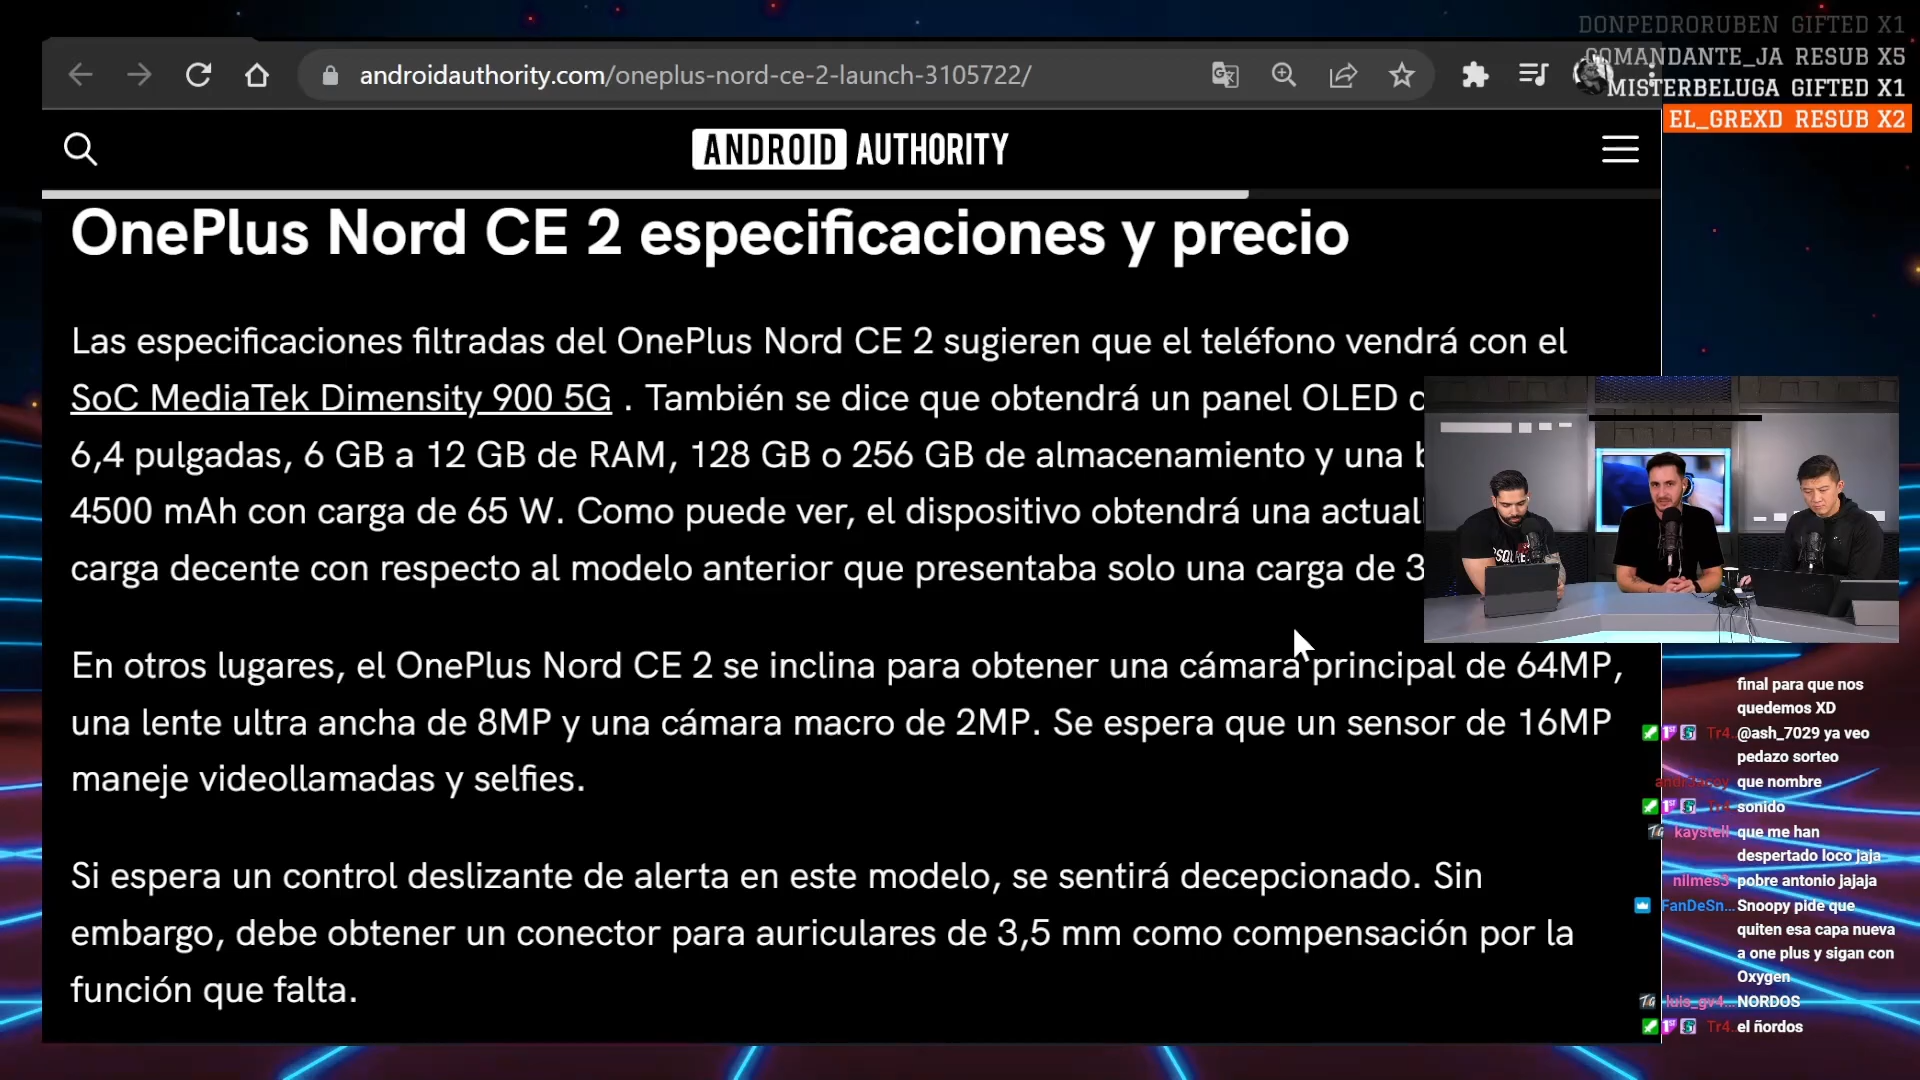 DONPEDRORUBEN GIFTED X1
COMANDANTE_JA RESUB X5
MISTERBELUGA GIFTED X1
EL_GREXD RESUB X2
androidauthority.com/oneplus-nord-ce-2-launch-3105722/
ANDROID AUTHORITY
OnePlus Nord CE 2 especificaciones y precio
Las especificaciones filtradas del OnePlus Nord CE 2 sugieren que el teléfono vendrá con el
SoC MediaTek Dimensity 900 5G . También se dice que obtendrá un panel OLED
6,4 pulgadas, 6 GB a 12 GB de RAM, 128 GB o 256 GB de almacenamiento y una
4500 mAh con carga de 65 W. Como puede ver, el dispositivo obtendrá una actuali
carga decente con respecto al modelo anterior que presentaba solo una carga de 3
En otros lugares, el OnePlus Nord CE 2 se inclina para obtener una cámara principal de 64MP,
una lente ultra ancha de 8MP y una cámara macro de 2MP. Se espera que un sensor de 16MP
maneje videollamadas y selfies.
Si espera un control deslizante de alerta en este modelo, se sentirá decepcionado. Sin
embargo, debe obtener un conector para auriculares de 3,5 mm como compensación por la
función que falta.
final para que nos
quedemos XD
Tr4.. @ash_7029 ya veo
pedazo sorteo
que nombre
Tr4.. sonido
kaystell que me han
despertado loco jaja
nilmes3 pobre antonio jajaja
FanDeSn... Snoopy pide que
quiten esa capa nueva
a one plus y sigan con
Oxygen
luis_gv4... NORDOS
Tr4.. el ñordos